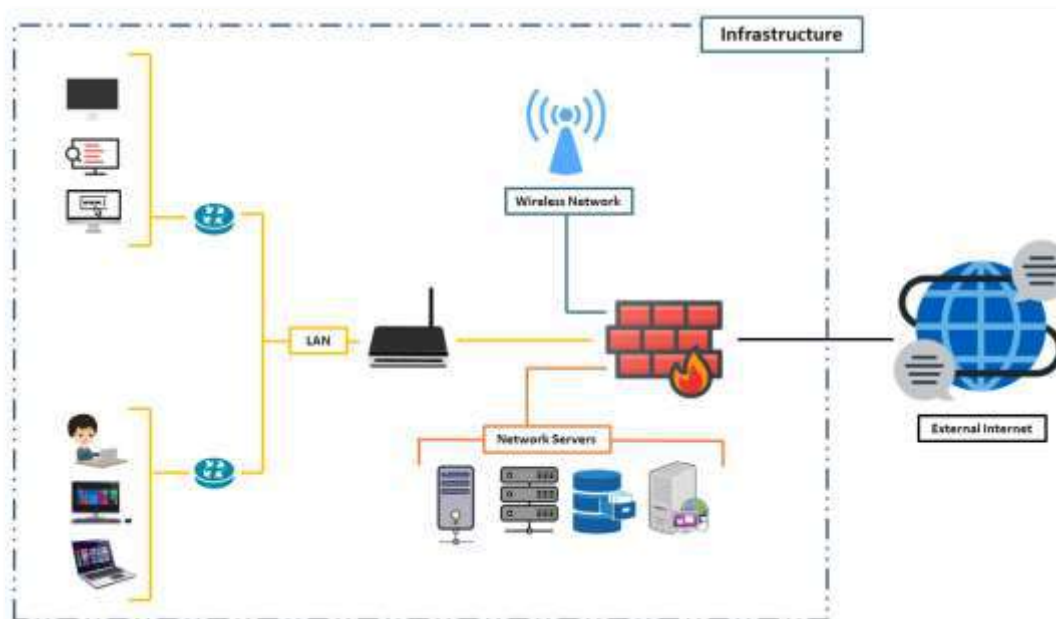 Infrastructure
Wireless Network
LAN
Network Servers
External Internet